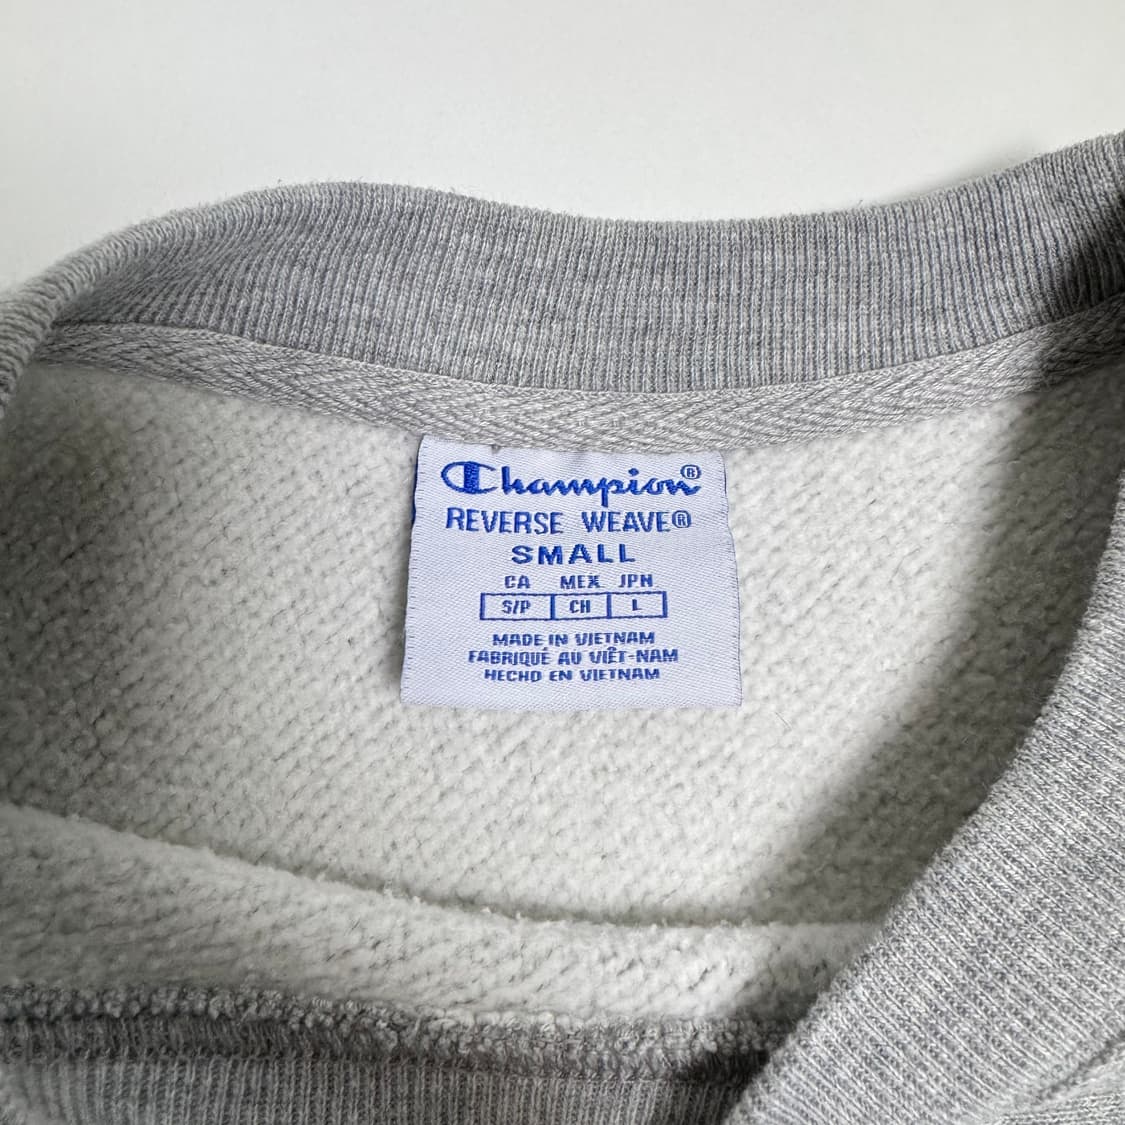 Champion®
REVERSE WEAVE®
SMALL
CA MEX JPN
S/P CH L
MADE IN VIETNAM
FABRIQUÉ AU VIÊT-NAM
HECHO EN VIETNAM